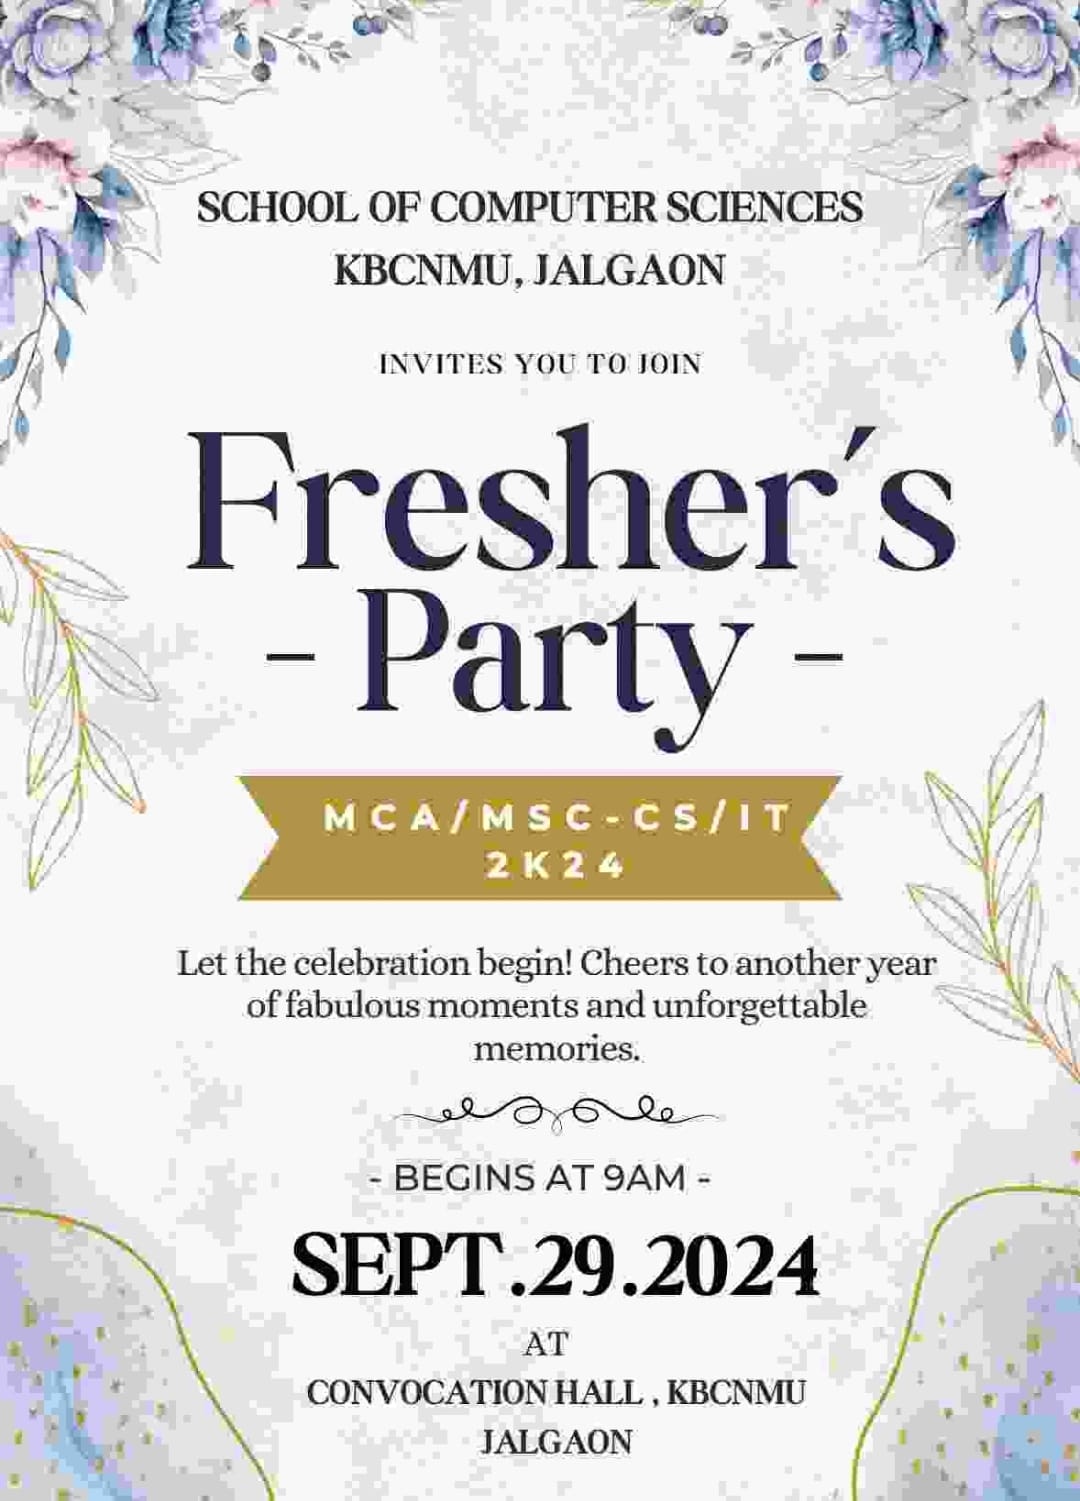 SCHOOL OF COMPUTER SCIENCES
KBCNMU, JALGAON
INVITES YOU TO JOIN
Fresher´s
- Party -
MCA/MSC-CS/IT
2K24
Let the celebration begin! Cheers to another year
of fabulous moments and unforgettable
memories.
- BEGINS AT 9AM -
SEPT.29.2024
AT
CONVOCATION HALL , KBCNMU
JALGAON